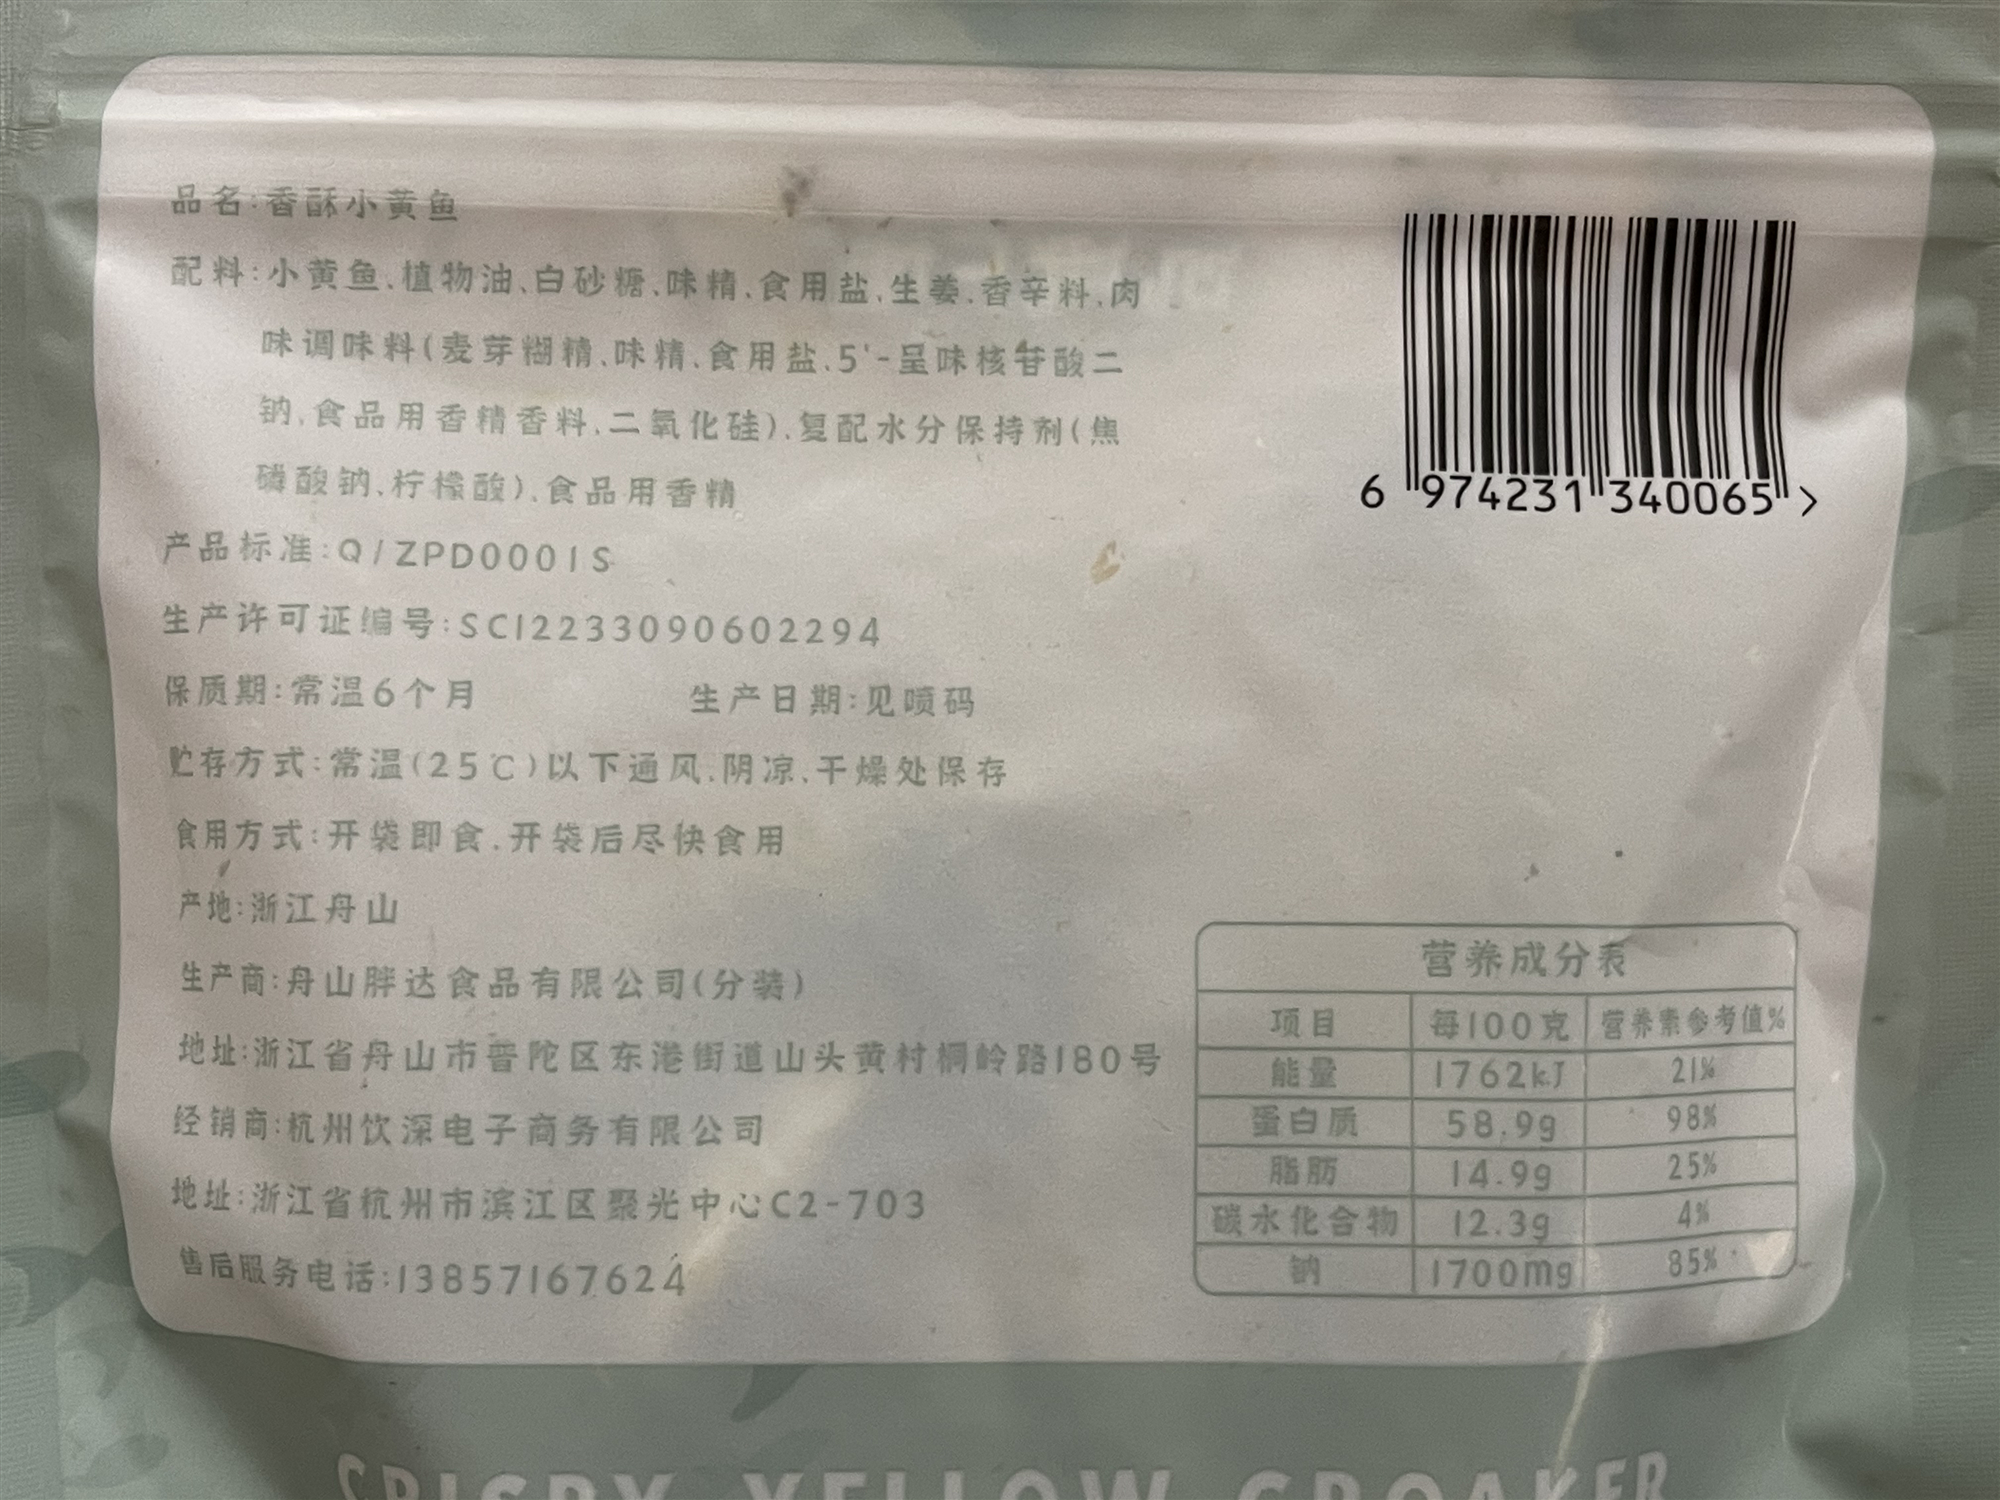 品名:香酥小黄鱼
配料:小黄鱼、植物油、白砂糖、味精、食用盐、生姜、香辛料、肉
味调味料(麦芽糊精、味精、食用盐、5'-呈味核苷酸二
钠、食品用香精香料、二氧化硅)、复配水分保持剂(焦
磷酸钠、柠檬酸)、食品用香精
产品标准:Q/ZPD0001S
生产许可证编号:SC12233090602294
保质期:常温6个月 生产日期:见喷码
贮存方式:常温(25℃)以下通风、阴凉、干燥处保存
食用方式:开袋即食、开袋后尽快食用
产地:浙江舟山
生产商:舟山胖达食品有限公司(分装)
地址:浙江省舟山市普陀区东港街道山头黄村桐岭路180号
经销商:杭州饮深电子商务有限公司
地址:浙江省杭州市滨江区聚光中心C2-703
售后服务电话:13857167624
6 974231 340065 >
营养成分表
项目 每100克 营养素参考值%
能量 1762kJ 21%
蛋白质 58.9g 98%
脂肪 14.9g 25%
碳水化合物 12.3g 4%
钠 1700mg 85%
CRISPY YELLOW CROAKER